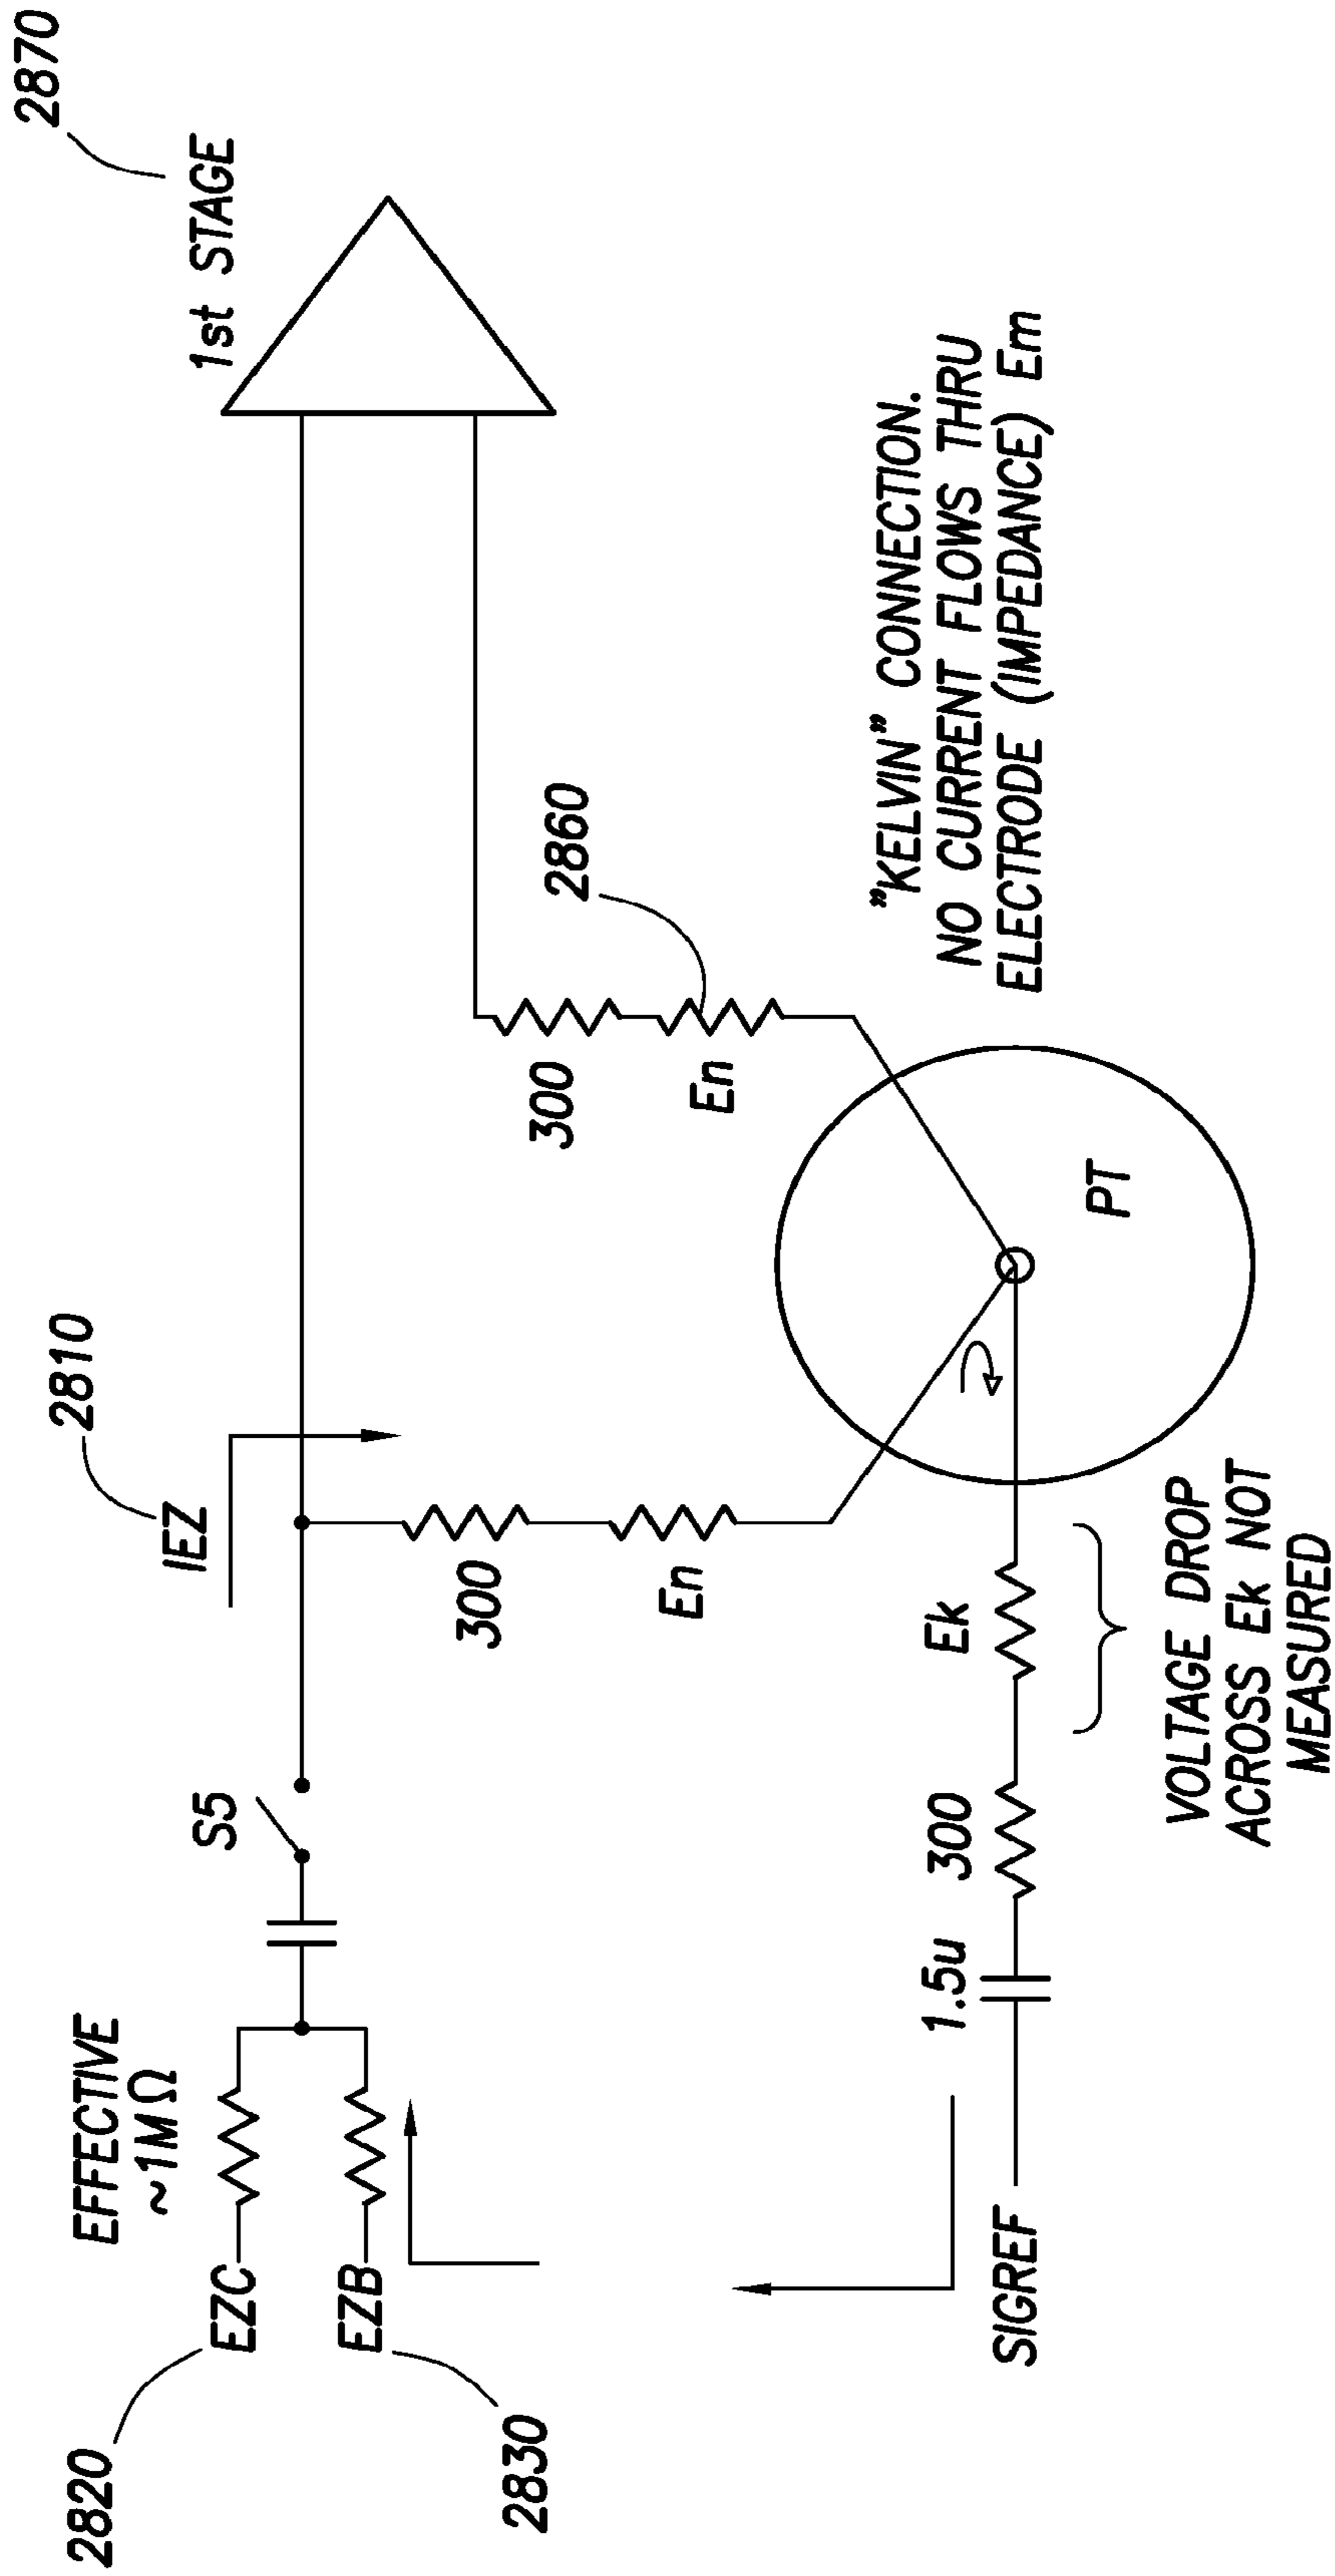 2870
1st STAGE
2810
IEZ
EFFECTIVE
~1MΩ
S5
2820
EZC
EZB
2830
300
En
300
En
2860
"KELVIN" CONNECTION.
NO CURRENT FLOWS THRU
ELECTRODE (IMPEDANCE) Em
PT
SIGREF
1.5u
300
Ek
VOLTAGE DROP
ACROSS Ek NOT
MEASURED